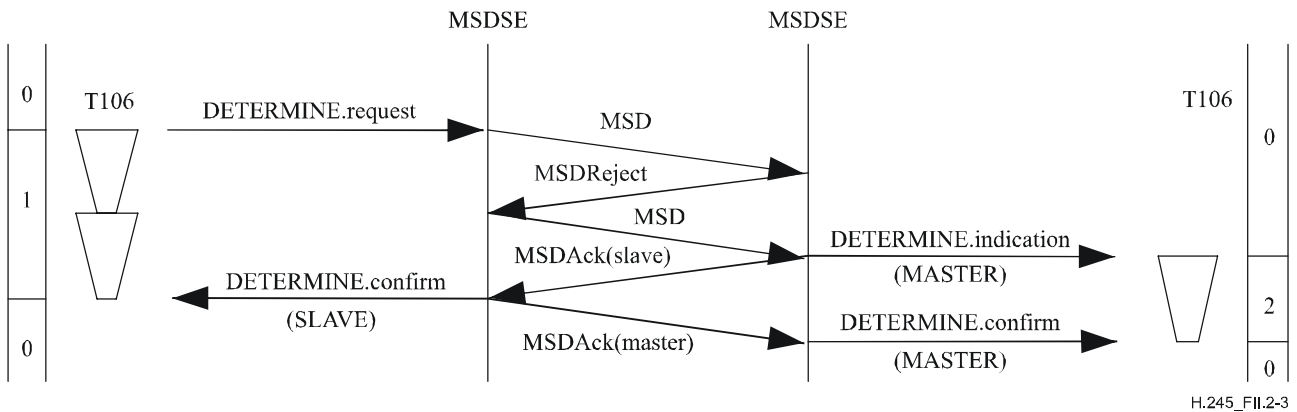 MSDSE MSDSE
0 T106 T106
DETERMINE.request MSD 0
MSDReject
1 MSD
DETERMINE.indication
MSDAck(slave)
DETERMINE.confirm (MASTER)
(SLAVE) DETERMINE.confirm 2
0 MSDAck(master)
(MASTER) 0
H.245_FII.2-3